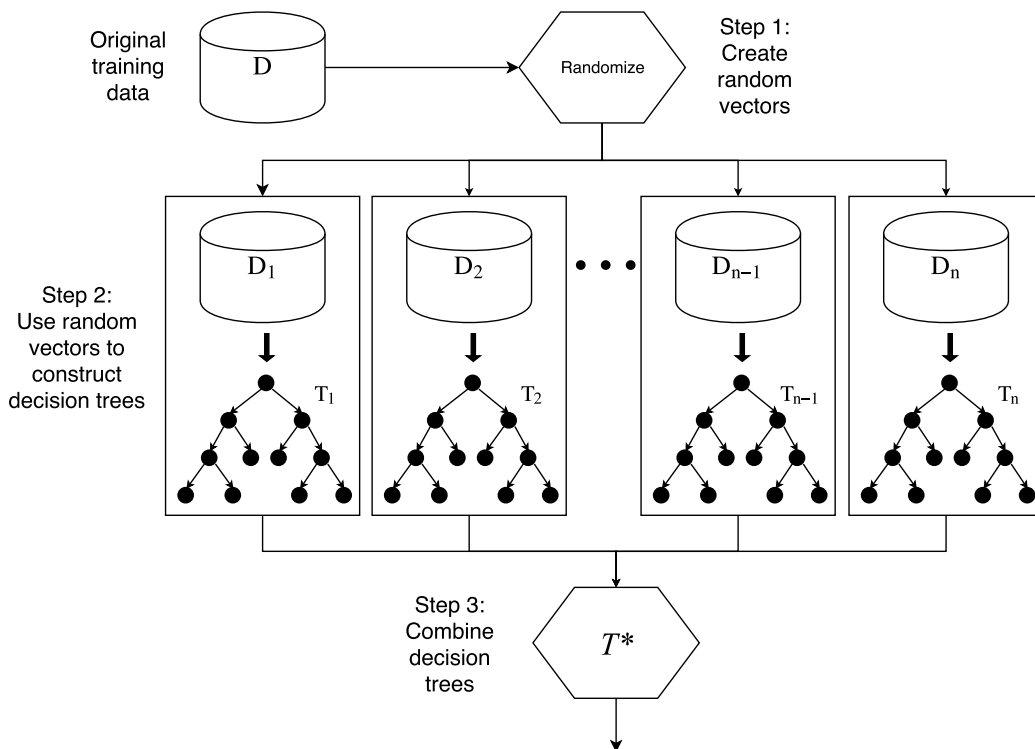 Original
training
data
D
Randomize
Step 1:
Create
random
vectors
Step 2:
Use random
vectors to
construct
decision trees
D₁
D₂
• • •
Dₙ₋₁
Dₙ
T₁
T₂
Tₙ₋₁
Tₙ
Step 3:
Combine
decision
trees
T*